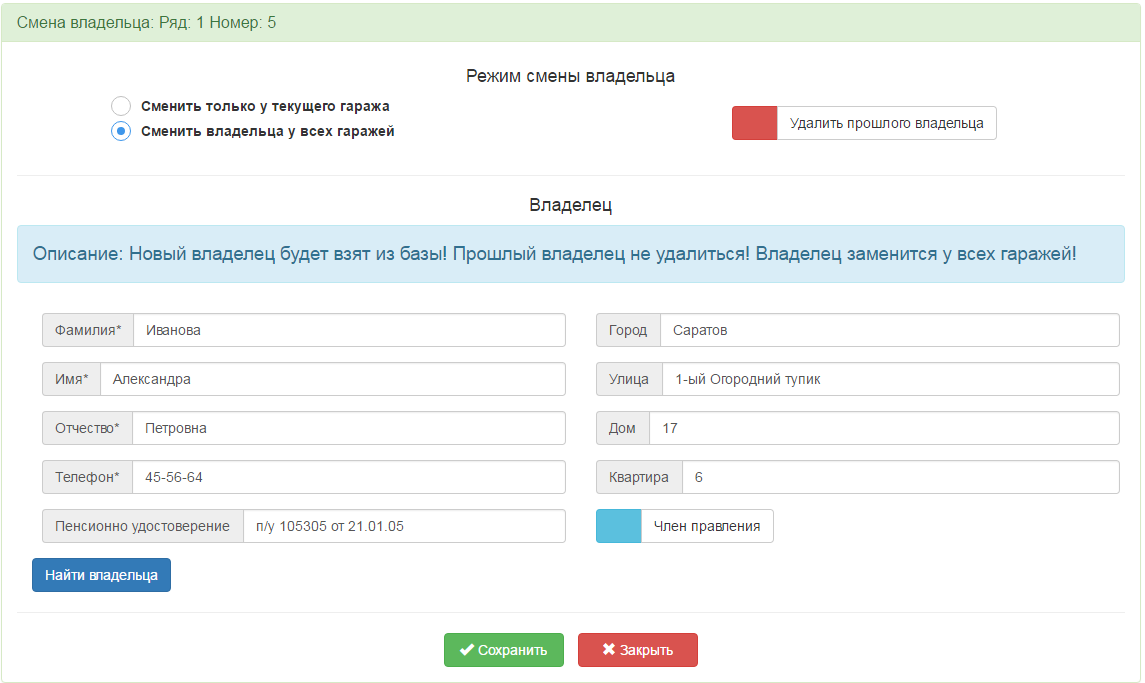 Смена владельца: Ряд: 1 Номер: 5
Режим смены владельца
Сменить только у текущего гаража
Сменить владельца у всех гаражей
Удалить прошлого владельца
Владелец
Описание: Новый владелец будет взят из базы! Прошлый владелец не удалиться! Владелец заменится у всех гаражей!
Фамилия* Иванова
Город Саратов
Имя* Александра
Улица 1-ый Огородний тупик
Отчество* Петровна
Дом 17
Телефон* 45-56-64
Квартира 6
Пенсионно удостоверение п/у 105305 от 21.01.05
Член правления
Найти владельца
Сохранить
Закрыть